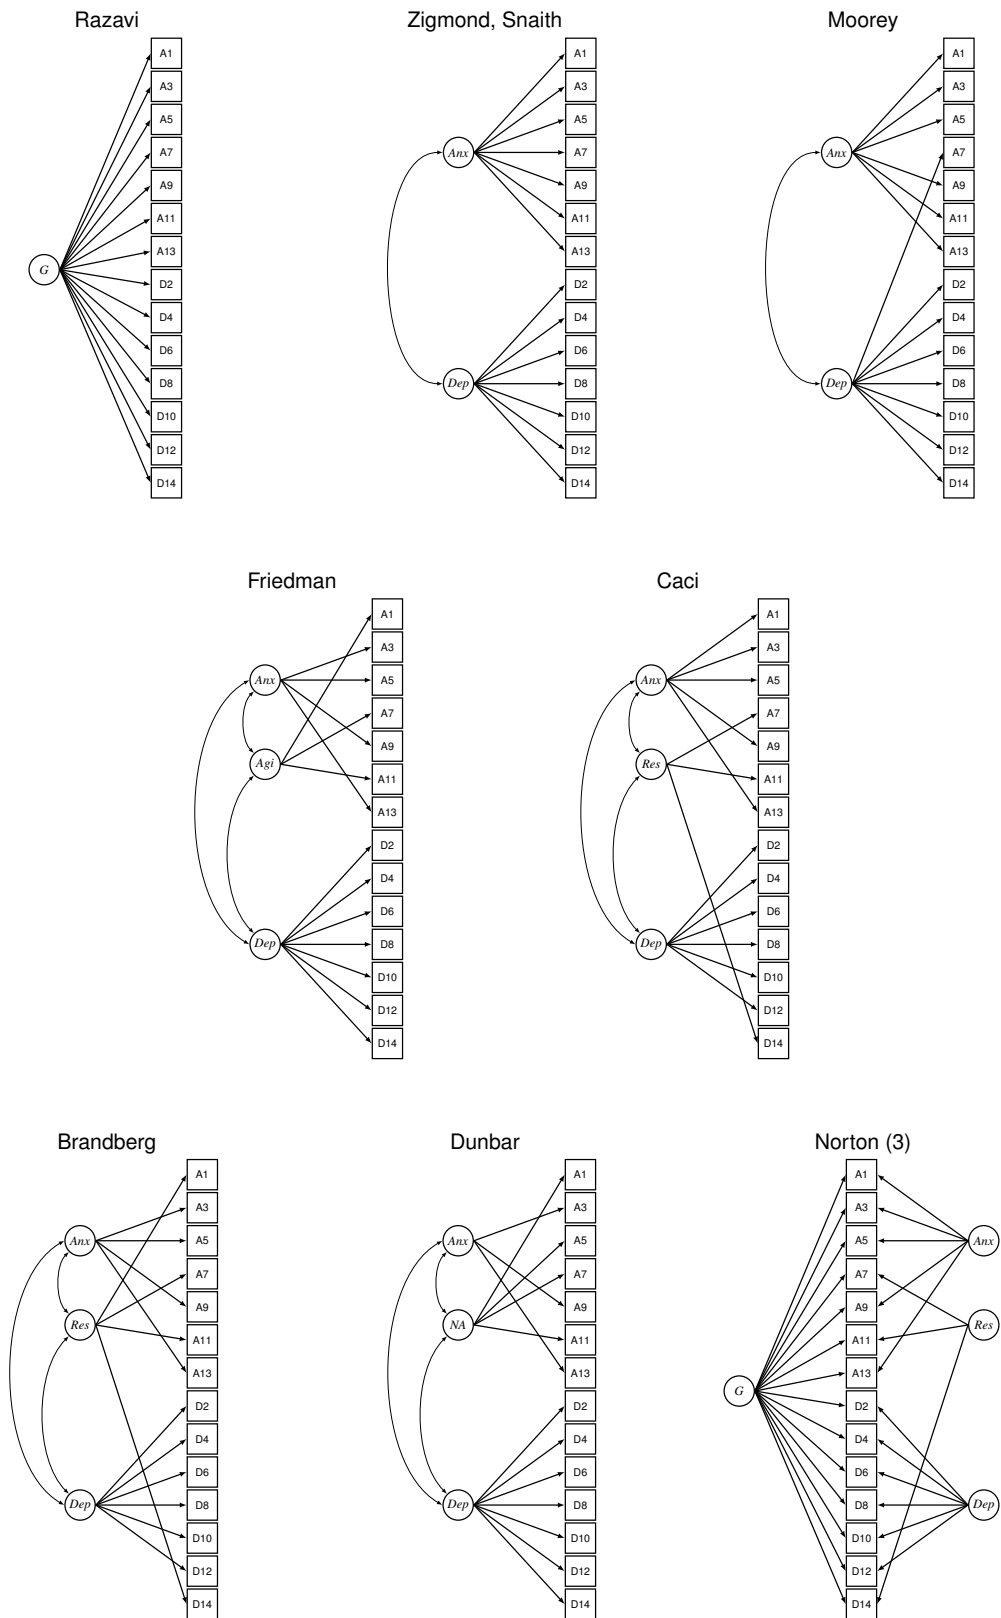 Razavi
A1
A3
A5
A7
A9
A11
A13
D2
D4
D6
D8
D10
D12
D14
G
Zigmond, Snaith
A1
A3
A5
A7
A9
A11
A13
D2
D4
D6
D8
D10
D12
D14
Anx
Dep
Moorey
A1
A3
A5
A7
A9
A11
A13
D2
D4
D6
D8
D10
D12
D14
Anx
Dep
Friedman
A1
A3
A5
A7
A9
A11
A13
D2
D4
D6
D8
D10
D12
D14
Anx
Agi
Dep
Caci
A1
A3
A5
A7
A9
A11
A13
D2
D4
D6
D8
D10
D12
D14
Anx
Res
Dep
Brandberg
A1
A3
A5
A7
A9
A11
A13
D2
D4
D6
D8
D10
D12
D14
Anx
Res
Dep
Dunbar
A1
A3
A5
A7
A9
A11
A13
D2
D4
D6
D8
D10
D12
D14
Anx
NA
Dep
Norton (3)
A1
A3
A5
A7
A9
A11
A13
D2
D4
D6
D8
D10
D12
D14
G
Anx
Res
Dep